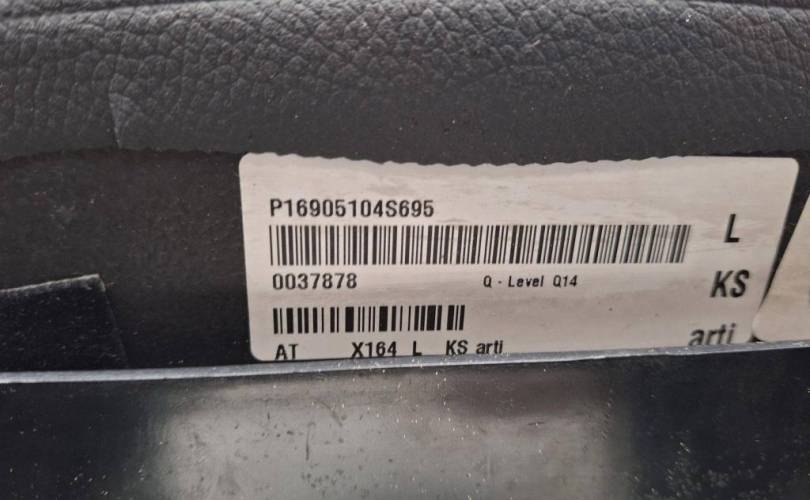 P16905104S695
L
0037878
Q - Level Q14
KS
arti
AT X164 L KS arti